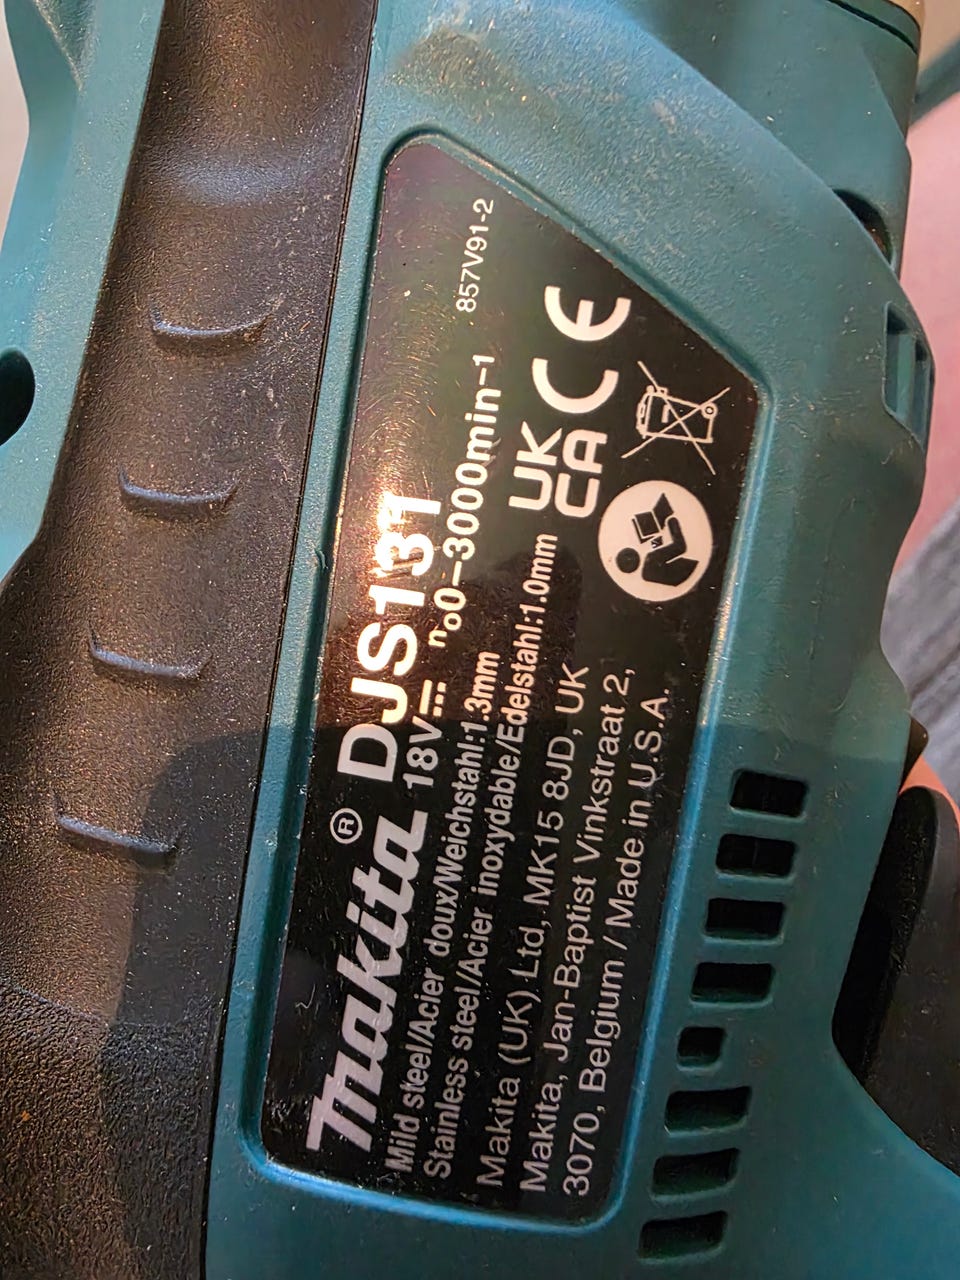 Makita® DJS131
18V n₀0-3000min-1 857V91-2
Mild steel/Acier doux/Weichstahl:1.3mm
Stainless steel/Acier inoxydable/Edelstahl:1.0mm
UK
CA
CE
Makita (UK) Ltd, MK15 8JD, UK
Makita, Jan-Baptist Vinkstraat 2,
3070, Belgium / Made in U.S.A.